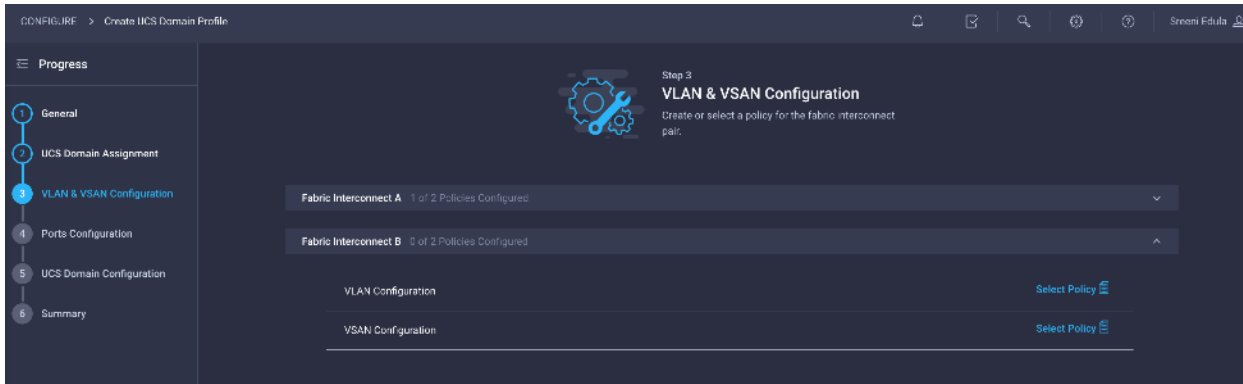 CONFIGURE > Create UCS Domain Profile
Sreeni Edula
Progress
1 General
2 UCS Domain Assignment
3 VLAN & VSAN Configuration
4 Ports Configuration
5 UCS Domain Configuration
6 Summary
Step 3
VLAN & VSAN Configuration
Create or select a policy for the fabric interconnect
pair.
Fabric Interconnect A 1 of 2 Policies Configured
Fabric Interconnect B 0 of 2 Policies Configured
VLAN Configuration Select Policy
VSAN Configuration Select Policy